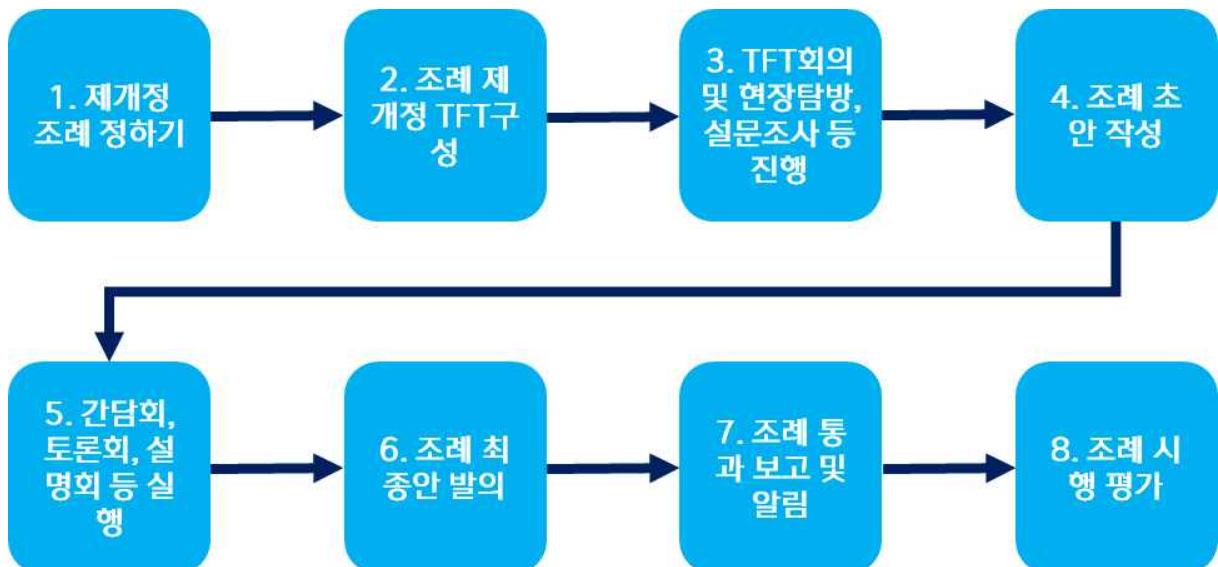 1. 제개정
조례 정하기
2. 조례 제
개정 TFT구
성
3. TFT회의
및 현장탐방,
설문조사 등
진행
4. 조례 초
안 작성
5. 간담회,
토론회, 설
명회 등 실
행
6. 조례 최
종안 발의
7. 조례 통
과 보고 및
알림
8. 조례 시
행 평가